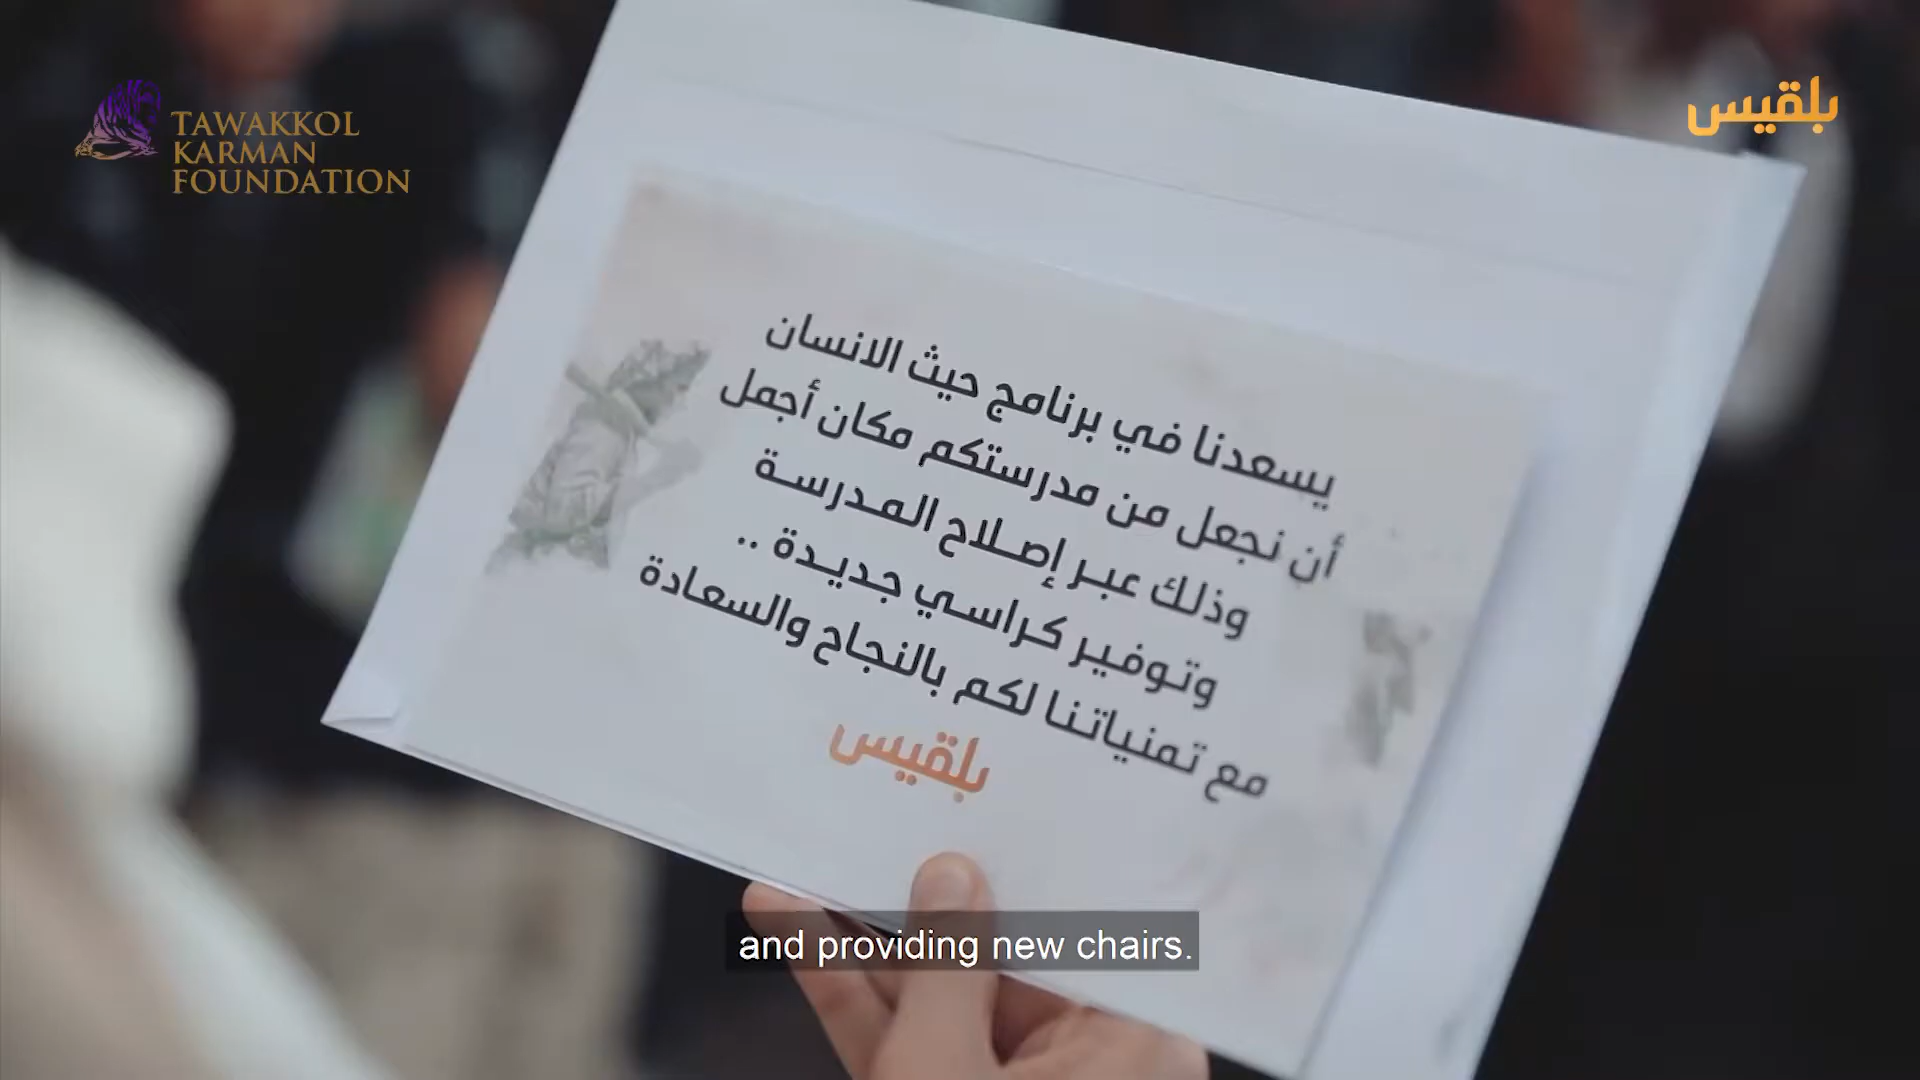 TAWAKKOL
KARMAN
FOUNDATION
بلقيس
يسعدنا في برنامج حيث الانسان
أن نجعل من مدرستكم مكان أجمل
وذلك عبر إصلاح المدرسة
وتوفير كراسي جديدة ..
مع تمنياتنا لكم بالنجاح والسعادة
بلقيس
and providing new chairs.